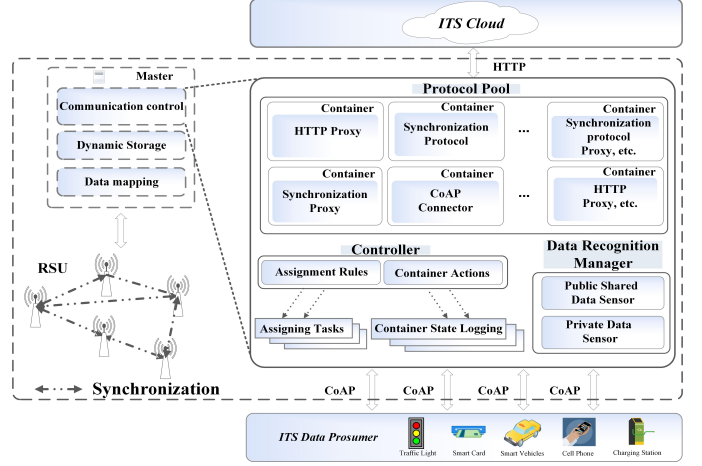 ITS Cloud
HTTP
Master
Communication control
Dynamic Storage
Data mapping
RSU
Synchronization
Protocol Pool
Container
HTTP Proxy
Container
Synchronization
Protocol
...
Container
Synchronization
protocol
Proxy, etc.
Container
Synchronization
Proxy
Container
CoAP
Connector
...
Container
HTTP
Proxy, etc.
Controller
Assignment Rules
Container Actions
Assigning Tasks
Container State Logging
Data Recognition
Manager
Public Shared
Data Sensor
Private Data
Sensor
CoAP
CoAP
CoAP
CoAP
ITS Data Prosumer
Traffic Light
Smart Card
Smart Vehicles
Cell Phone
Charging Station